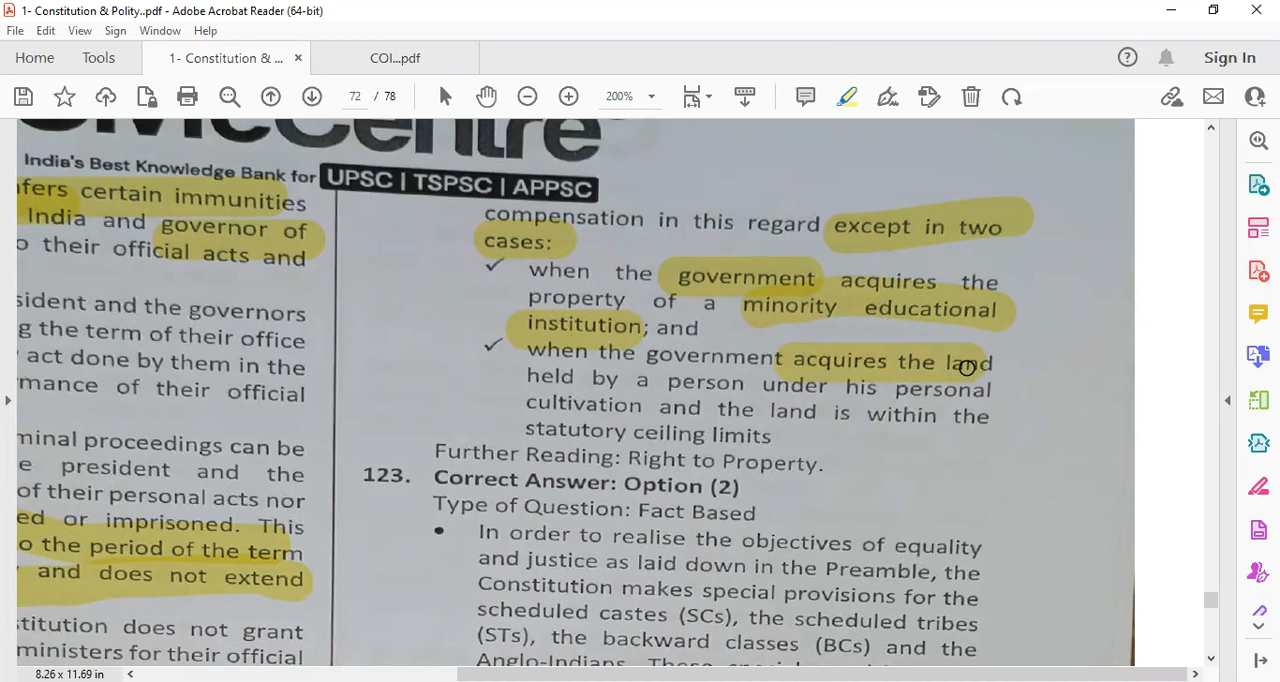 1- Constitution & Polity..pdf - Adobe Acrobat Reader (64-bit)
File Edit View Sign Window Help
Home Tools 1- Constitution & ... × COI...pdf Sign In
72 / 78 200%
CivicCentre
India's Best Knowledge Bank for UPSC | TSPSC | APPSC
nfers certain immunities
India and governor of
o their official acts and
sident and the governors
g the term of their office
act done by them in the
mance of their official
minal proceedings can be
e president and the
of their personal acts nor
ed or imprisoned. This
o the period of the term
and does not extend
stitution does not grant
ministers for their official
compensation in this regard except in two
cases:
✓ when the government acquires the
property of a minority educational
institution; and
✓ when the government acquires the land
held by a person under his personal
cultivation and the land is within the
statutory ceiling limits
Further Reading: Right to Property.
123. Correct Answer: Option (2)
Type of Question: Fact Based
• In order to realise the objectives of equality
and justice as laid down in the Preamble, the
Constitution makes special provisions for the
scheduled castes (SCs), the scheduled tribes
(STs), the backward classes (BCs) and the
Anglo-Indians. These special
8.26 x 11.69 in